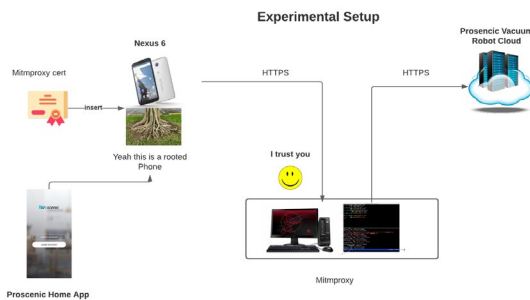 Experimental Setup
Nexus 6
Prosencic Vacuum
Robot Cloud
Mitmproxy cert
HTTPS
HTTPS
insert
I trust you
Yeah this is a rooted
Phone
Mitmproxy
Proscenic Home App